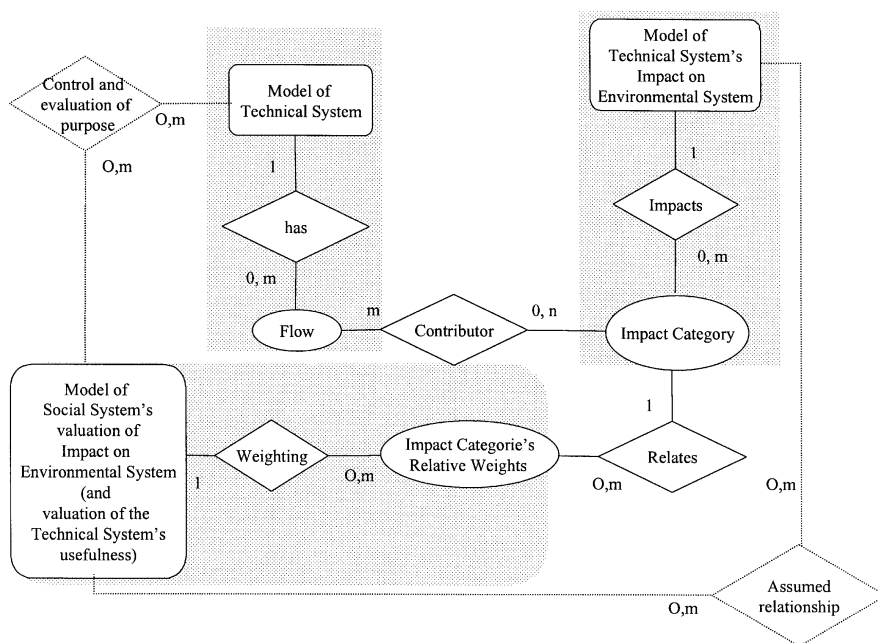 Control and
evaluation of
purpose
O,m
O,m
Model of
Technical System
1
has
0, m
Flow
m
Contributor
0, n
Model of
Technical System's
Impact on
Environmental System
1
Impacts
0, m
Impact Category
1
Relates
O,m
Impact Categorie's
Relative Weights
O,m
Weighting
1
Model of
Social System's
valuation of
Impact on
Environmental System
(and
valuation of the
Technical System's
usefulness)
O,m
O,m
Assumed
relationship